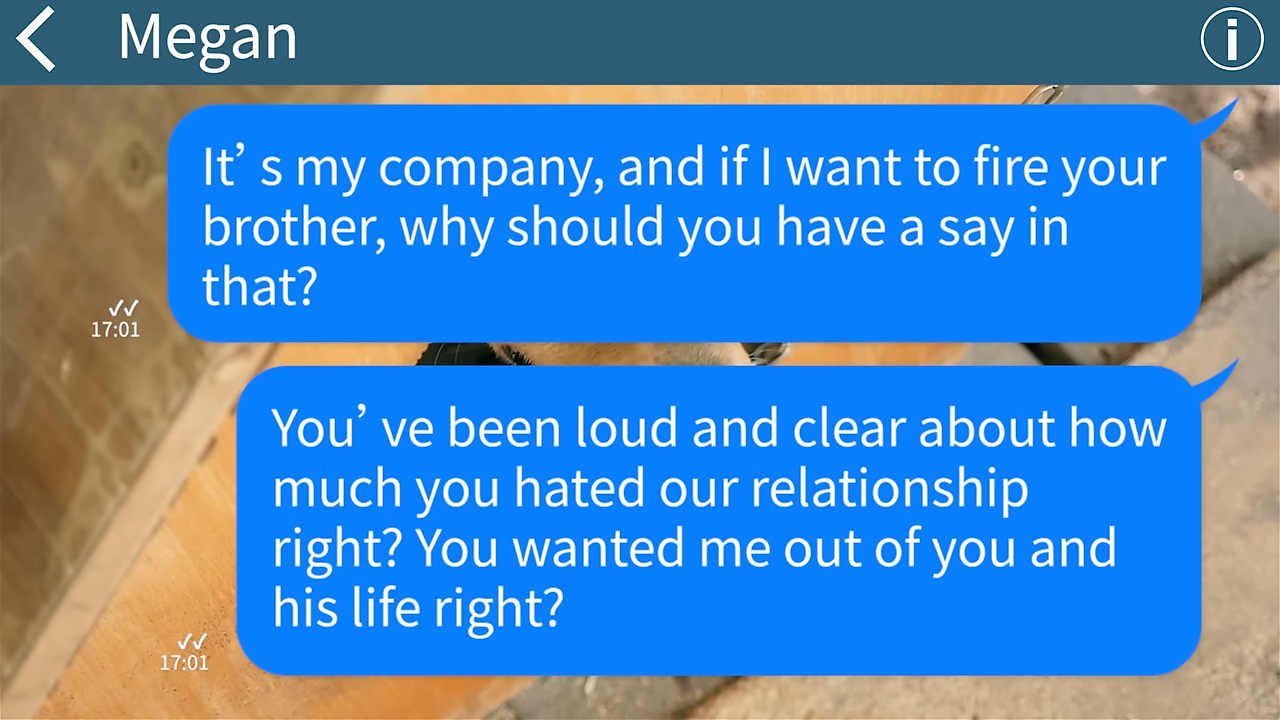 Megan
It’s my company, and if I want to fire your
brother, why should you have a say in
that?
17:01
You’ve been loud and clear about how
much you hated our relationship
right? You wanted me out of you and
his life right?
17:01